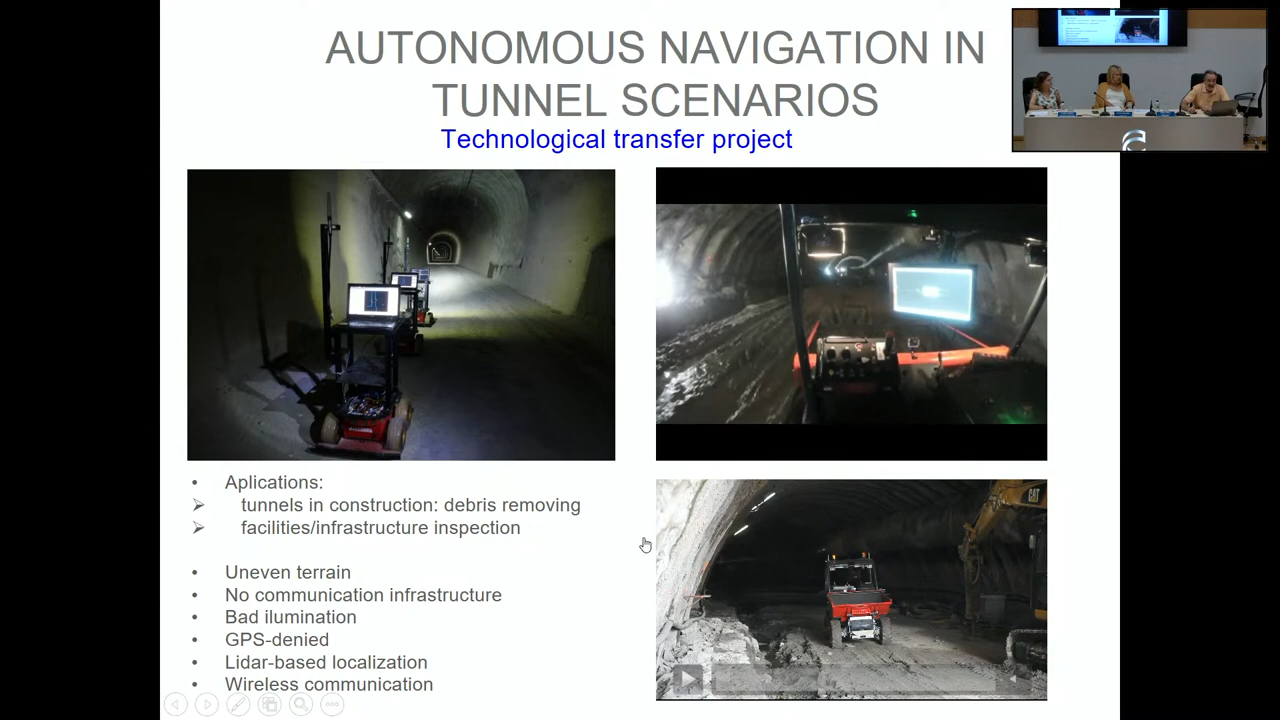 AUTONOMOUS NAVIGATION IN
TUNNEL SCENARIOS
Technological transfer project
• Aplications:
➢ tunnels in construction: debris removing
➢ facilities/infrastructure inspection
• Uneven terrain
• No communication infrastructure
• Bad ilumination
• GPS-denied
• Lidar-based localization
• Wireless communication
CAT